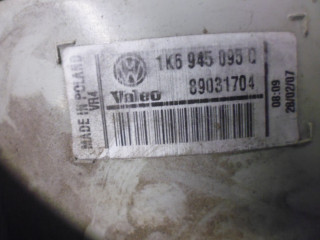 MADE IN POLAND
VR4
1K6 945 095 Q
Valeo
89031704
08:09
28/02/07